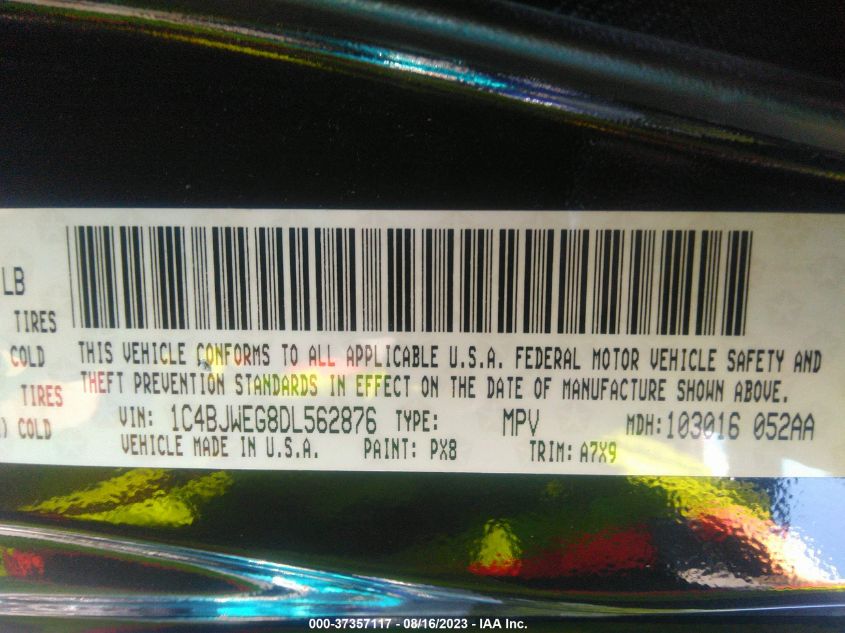 LB
TIRES
COLD
TIRES
) COLD
THIS VEHICLE CONFORMS TO ALL APPLICABLE U.S.A. FEDERAL MOTOR VEHICLE SAFETY AND
THEFT PREVENTION STANDARDS IN EFFECT ON THE DATE OF MANUFACTURE SHOWN ABOVE.
VIN: 1C4BJWEG8DL562876 TYPE: MPV MDH:103016 052AA
VEHICLE MADE IN U.S.A. PAINT: PX8 TRIM: A7X9
000-37357117 - 08/16/2023 - IAA Inc.